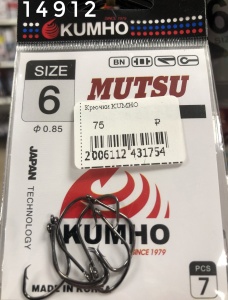 14912
KUMHO
BN
SIZE
6
MUTSU
Φ 0.85
Крючки KUMHO
75 ₽
2006112 431754
JAPAN TECHNOLOGY
KUMHO
SINCE 1979
MADE IN KOREA
PCS
7